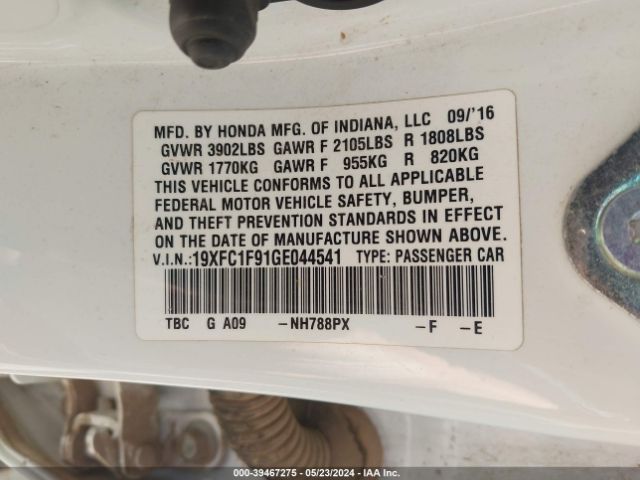 MFD. BY HONDA MFG. OF INDIANA, LLC 09/'16
GVWR 3902LBS GAWR F 2105LBS R 1808LBS
GVWR 1770KG GAWR F 955KG R 820KG
THIS VEHICLE CONFORMS TO ALL APPLICABLE
FEDERAL MOTOR VEHICLE SAFETY, BUMPER,
AND THEFT PREVENTION STANDARDS IN EFFECT
ON THE DATE OF MANUFACTURE SHOWN ABOVE.
V.I.N.:19XFC1F91GE044541 TYPE: PASSENGER CAR
TBC G A09 -NH788PX -F -E
000-39467275 - 05/23/2024 - IAA Inc.